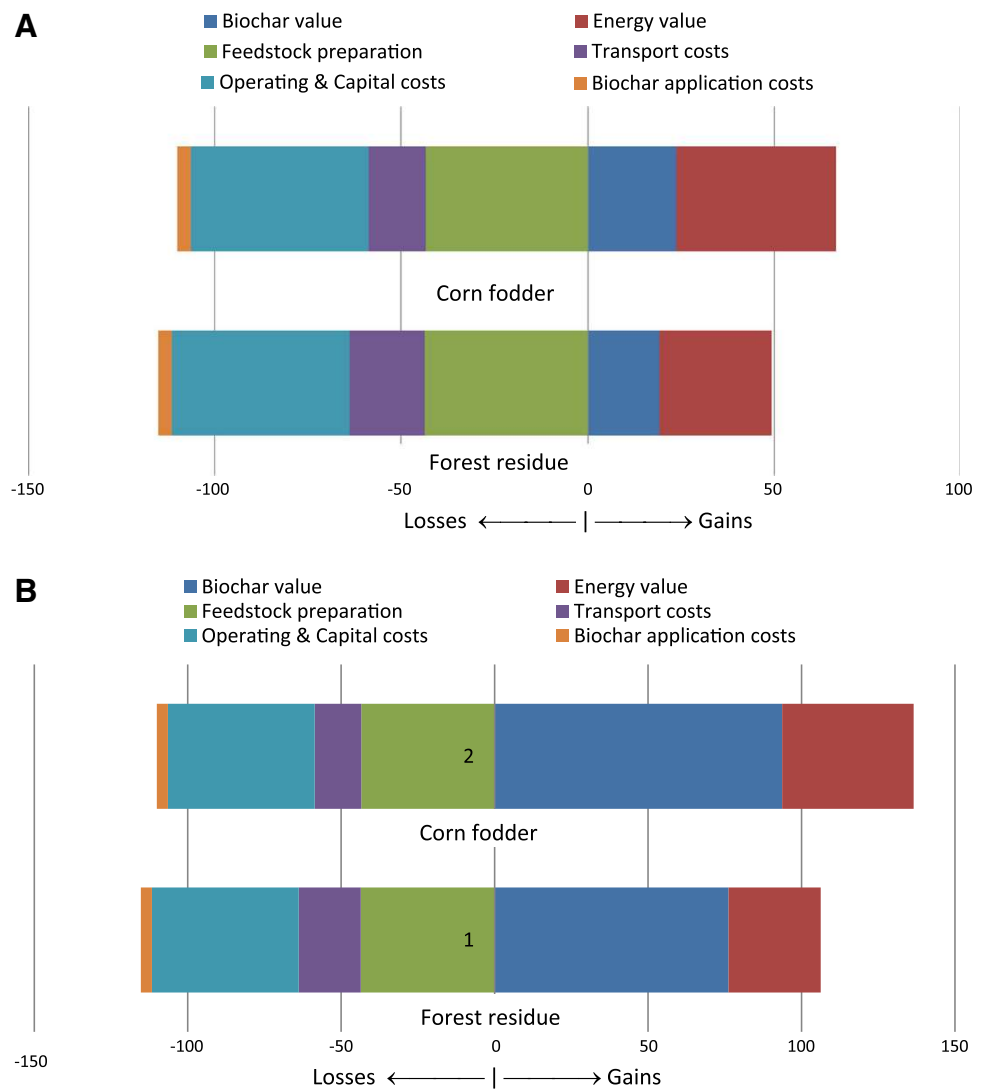 A
Biochar value Energy value
Feedstock preparation Transport costs
Operating & Capital costs Biochar application costs
Corn fodder
Forest residue
-150 -100 -50 0 50 100
Losses ←——— | ———→ Gains
B
Biochar value Energy value
Feedstock preparation Transport costs
Operating & Capital costs Biochar application costs
2
Corn fodder
1
Forest residue
-150 -100 -50 0 50 100 150
Losses ←——— | ———→ Gains